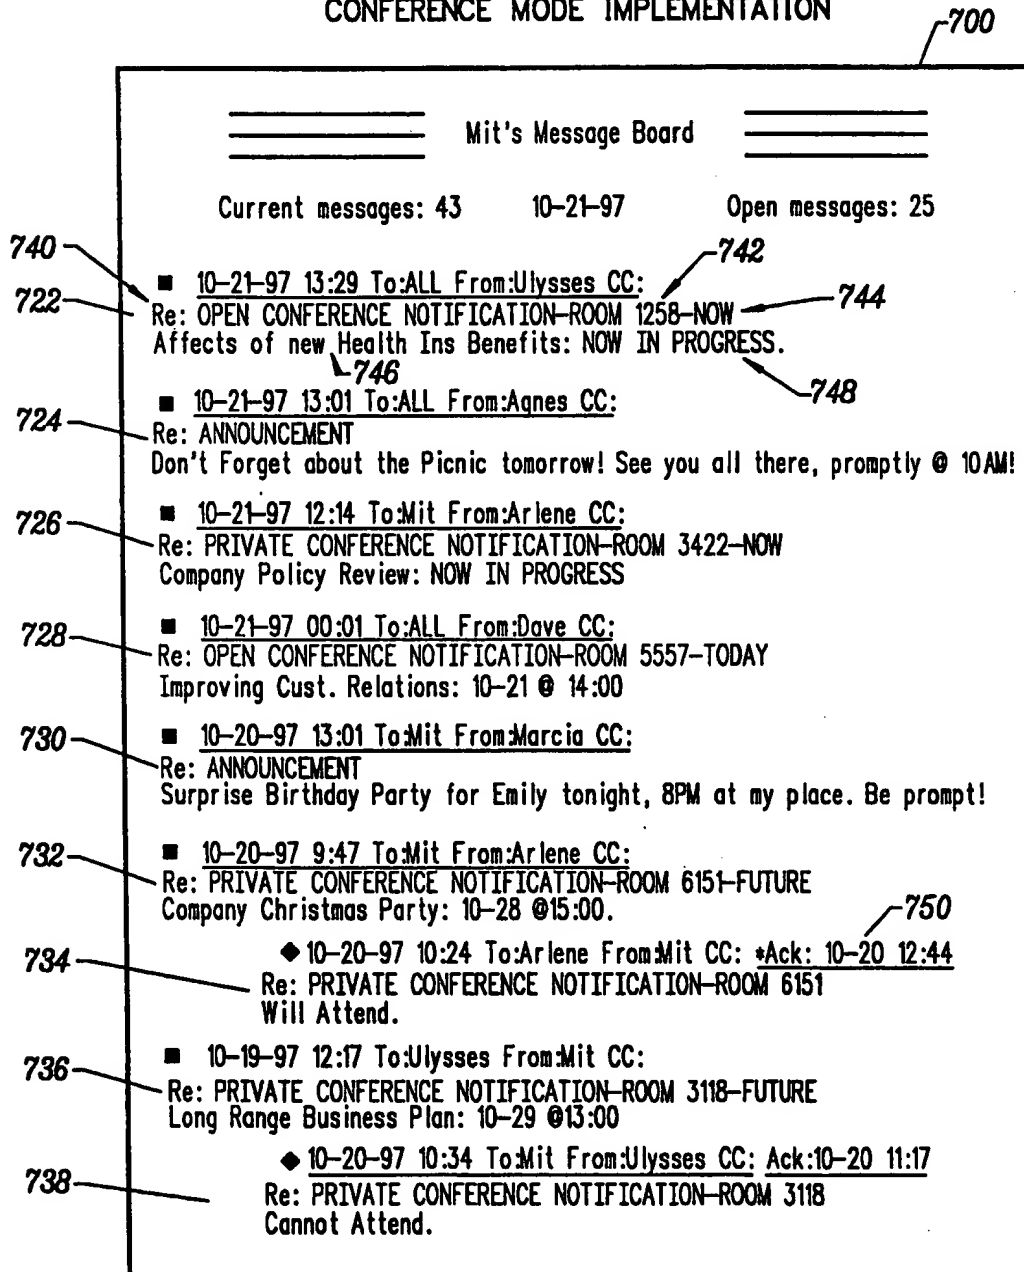 CONFERENCE MODE IMPLEMENTATION
700
Mit's Message Board
Current messages: 43 10-21-97 Open messages: 25
740
742
■ 10-21-97 13:29 To:ALL From:Ulysses CC:
722
744
Re: OPEN CONFERENCE NOTIFICATION-ROOM 1258-NOW
Affects of new Health Ins Benefits: NOW IN PROGRESS.
746
748
■ 10-21-97 13:01 To:ALL From:Agnes CC:
724
Re: ANNOUNCEMENT
Don't Forget about the Picnic tomorrow! See you all there, promptly @ 10AM!
■ 10-21-97 12:14 To:Mit From:Arlene CC:
726
Re: PRIVATE CONFERENCE NOTIFICATION-ROOM 3422-NOW
Company Policy Review: NOW IN PROGRESS
■ 10-21-97 00:01 To:ALL From:Dave CC:
728
Re: OPEN CONFERENCE NOTIFICATION-ROOM 5557-TODAY
Improving Cust. Relations: 10-21 @ 14:00
■ 10-20-97 13:01 To:Mit From:Marcia CC:
730
Re: ANNOUNCEMENT
Surprise Birthday Party for Emily tonight, 8PM at my place. Be prompt!
■ 10-20-97 9:47 To:Mit From:Arlene CC:
732
Re: PRIVATE CONFERENCE NOTIFICATION-ROOM 6151-FUTURE
Company Christmas Party: 10-28 @15:00.
750
◆ 10-20-97 10:24 To:Arlene From:Mit CC: *Ack: 10-20 12:44
734
Re: PRIVATE CONFERENCE NOTIFICATION-ROOM 6151
Will Attend.
■ 10-19-97 12:17 To:Ulysses From:Mit CC:
736
Re: PRIVATE CONFERENCE NOTIFICATION-ROOM 3118-FUTURE
Long Range Business Plan: 10-29 @13:00
◆ 10-20-97 10:34 To:Mit From:Ulysses CC: Ack:10-20 11:17
738
Re: PRIVATE CONFERENCE NOTIFICATION-ROOM 3118
Cannot Attend.